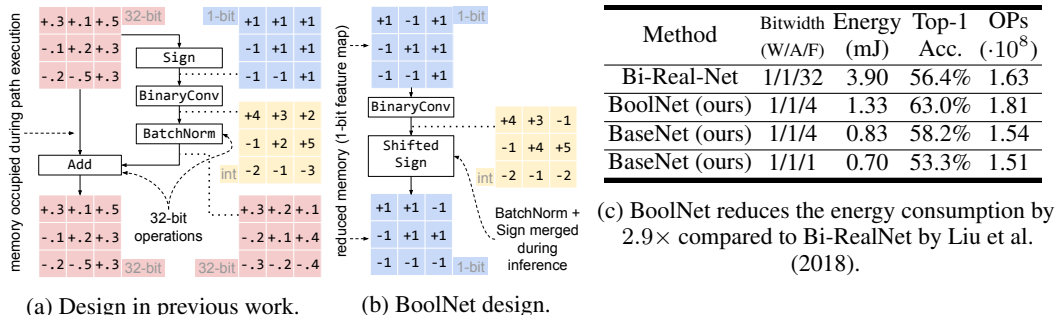 memory occupied during path execution
+.3 +.1 +.5
-.1 +.2 +.3
-.2 -.5 +.3
32-bit
1-bit
+1 +1 +1
-1 +1 +1
-1 -1 +1
Sign
BinaryConv
BatchNorm
+4 +3 +2
-1 +2 +5
-2 -1 -3
int
Add
32-bit
operations
+.3 +.1 +.5
-.1 +.2 +.3
-.2 -.5 +.3
32-bit
+.3 +.2 +.1
-.1 +.2 +.4
-.3 -.2 -.4
32-bit
(a) Design in previous work.
reduced memory (1-bit feature map)
+1 -1 +1
-1 +1 +1
-1 -1 +1
1-bit
BinaryConv
Shifted
Sign
+4 +3 -1
-1 +4 +5
-2 -1 -2
int
+1 +1 -1
-1 +1 +1
-1 -1 -1
1-bit
BatchNorm +
Sign merged
during
inference
(b) BoolNet design.
Method Bitwidth (W/A/F) Energy (mJ) Top-1 Acc. OPs (·10⁸)
Bi-Real-Net 1/1/32 3.90 56.4% 1.63
BoolNet (ours) 1/1/4 1.33 63.0% 1.81
BaseNet (ours) 1/1/4 0.83 58.2% 1.54
BaseNet (ours) 1/1/1 0.70 53.3% 1.51
(c) BoolNet reduces the energy consumption by
2.9× compared to Bi-RealNet by Liu et al.
(2018).